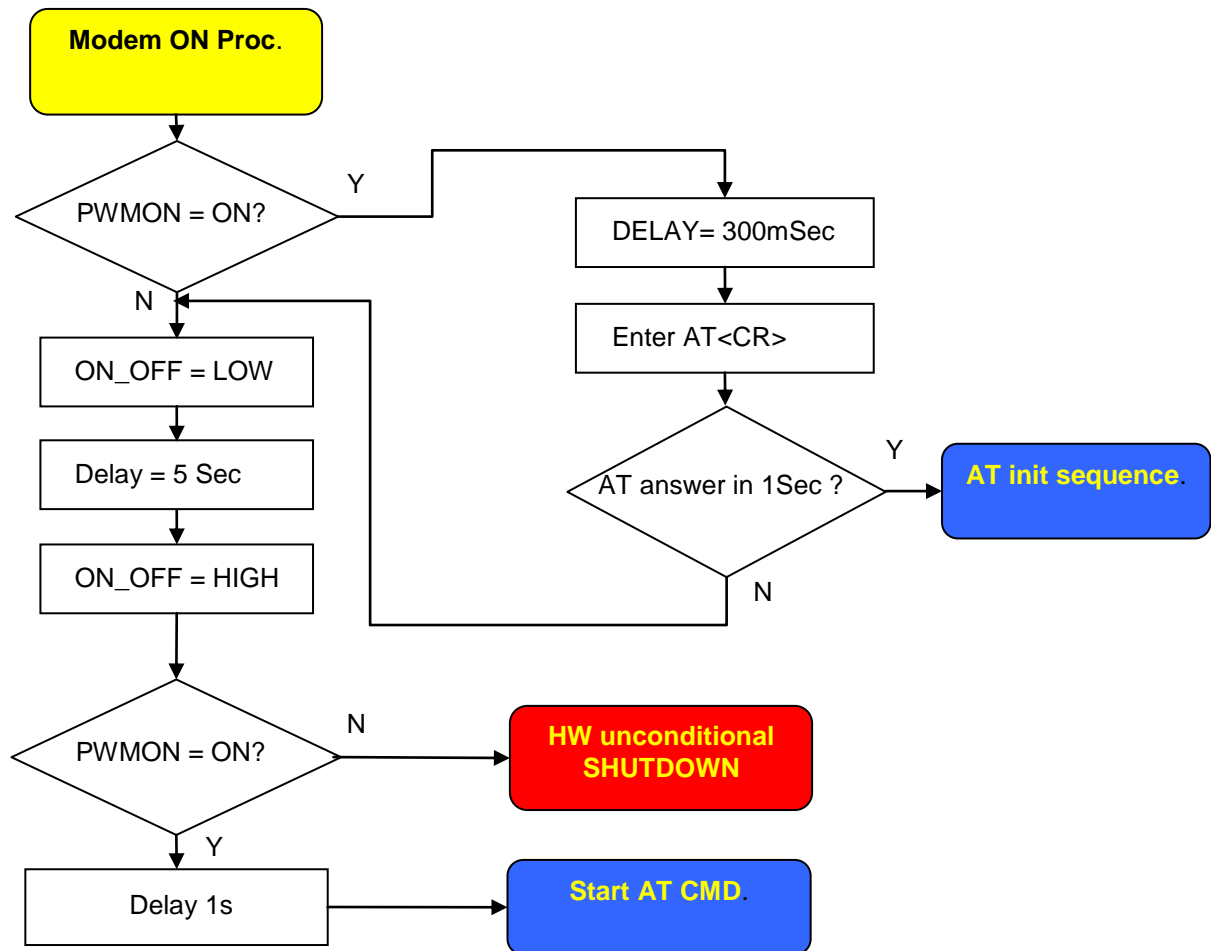 Modem ON Proc.
PWMON = ON?
Y
N
DELAY= 300mSec
Enter AT<CR>
AT answer in 1Sec ?
Y
AT init sequence.
N
ON_OFF = LOW
Delay = 5 Sec
ON_OFF = HIGH
PWMON = ON?
N
HW unconditional
SHUTDOWN
Y
Delay 1s
Start AT CMD.